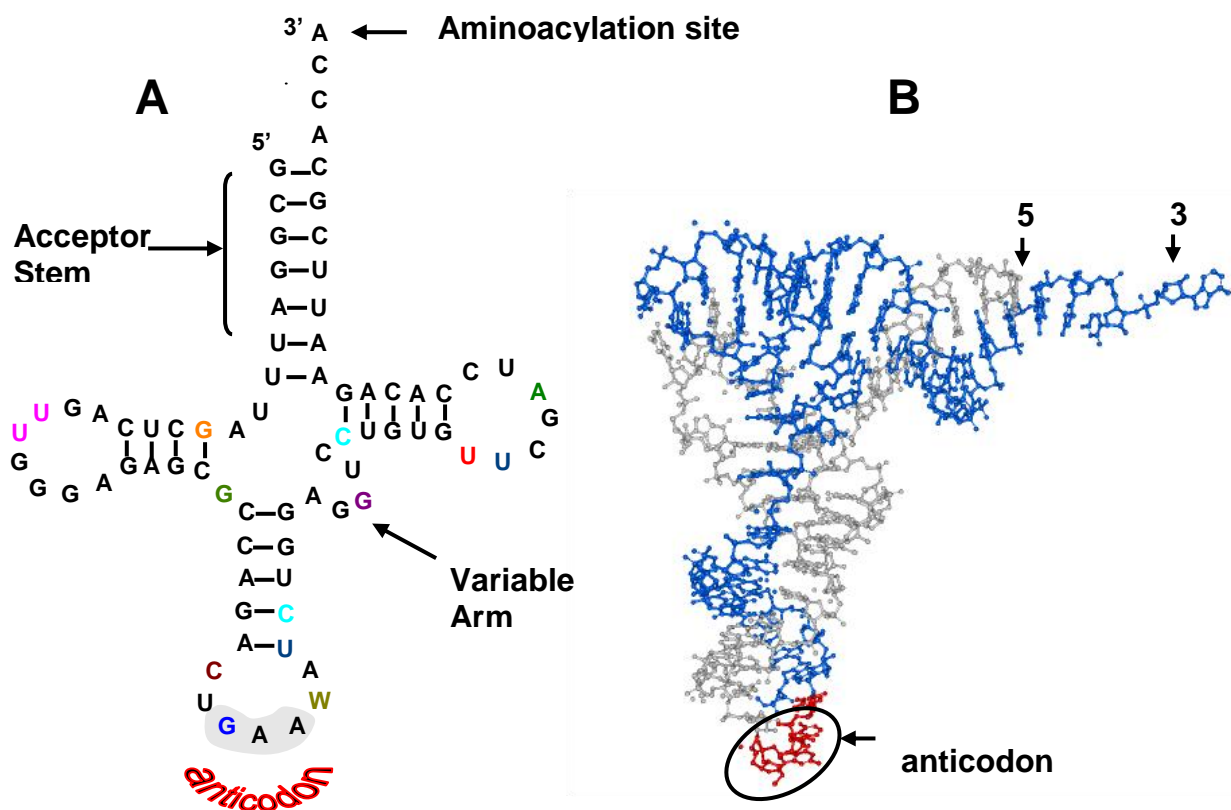 3’ A Aminoacylation site
C
A B
C
A
5’
G C
C G
5 3
Acceptor
Stem
G C
G U
A U
U A
U A
G A C A C C U A
U G A C U C G A U
G C U U G U G U C
U G G G A G A G C
C U G
G A G
C G
C G
A U
G C
A U
Variable
Arm
C A
U G A A W
anticodon
anticodon